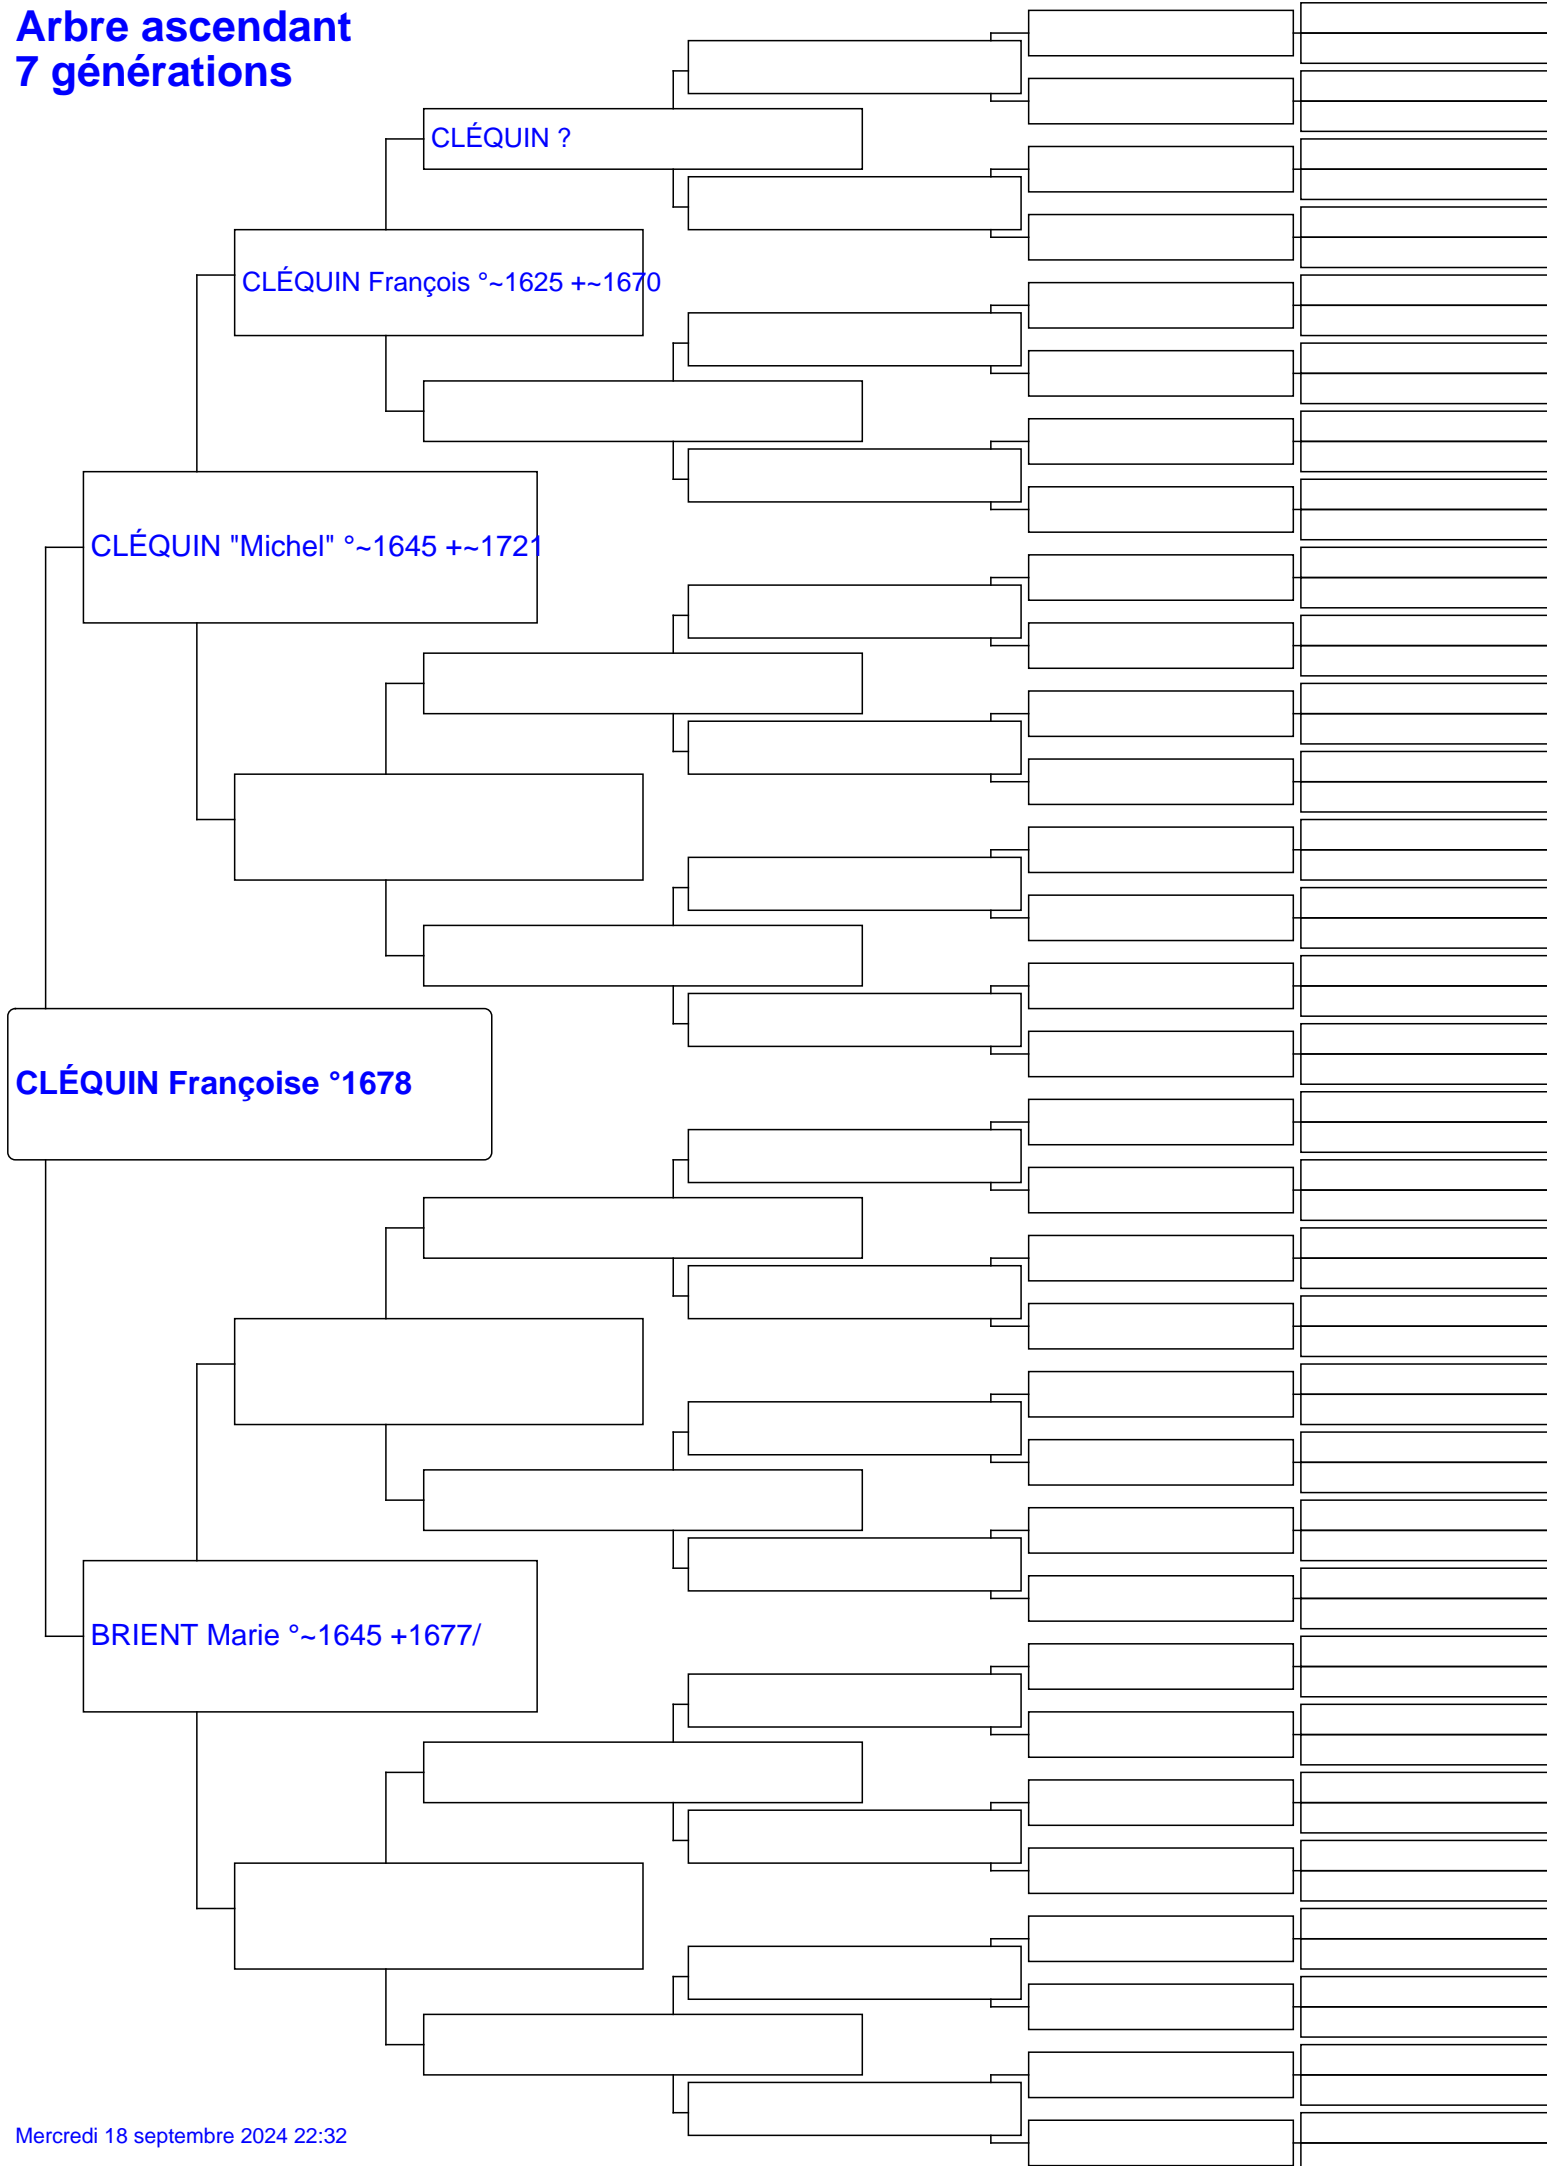 Arbre ascendant
7 générations
CLÉQUIN ?
CLÉQUIN François °~1625 +~1670
CLÉQUIN "Michel" °~1645 +~1721
CLÉQUIN Françoise °1678
BRIENT Marie °~1645 +1677/
Mercredi 18 septembre 2024 22:32